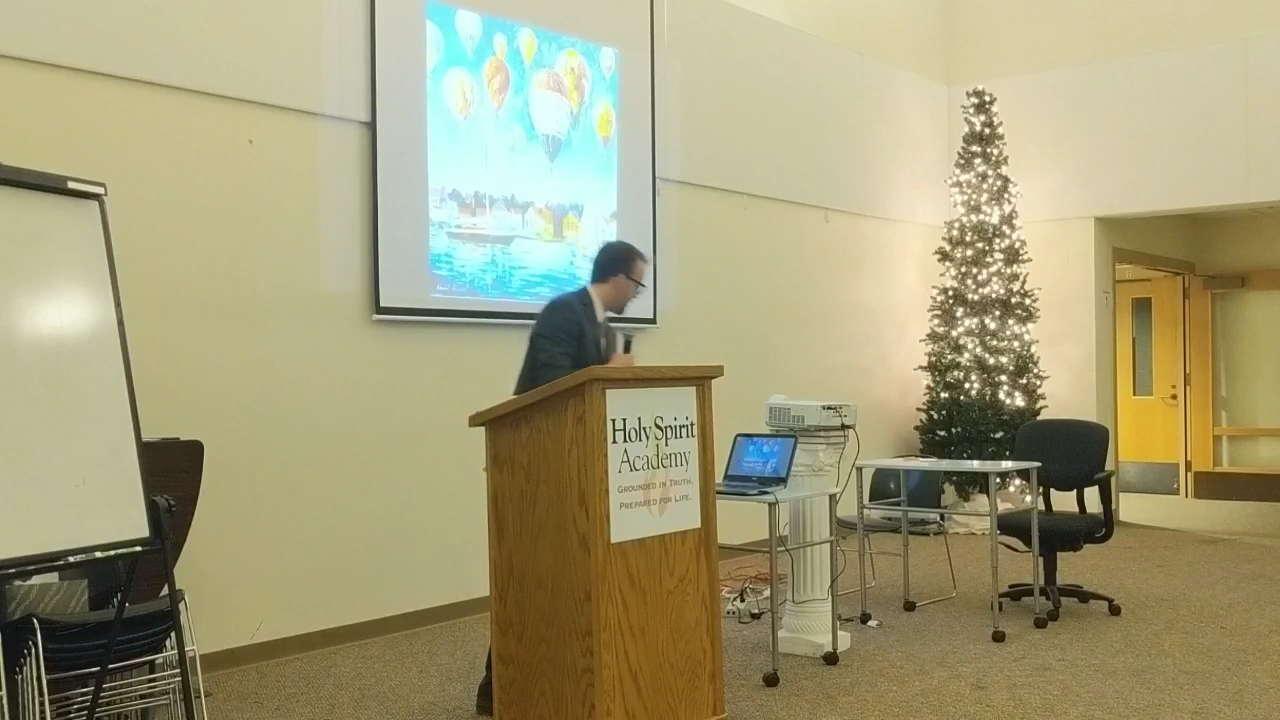 Holy Spirit
Academy
GROUNDED IN TRUTH.
PREPARED FOR LIFE.